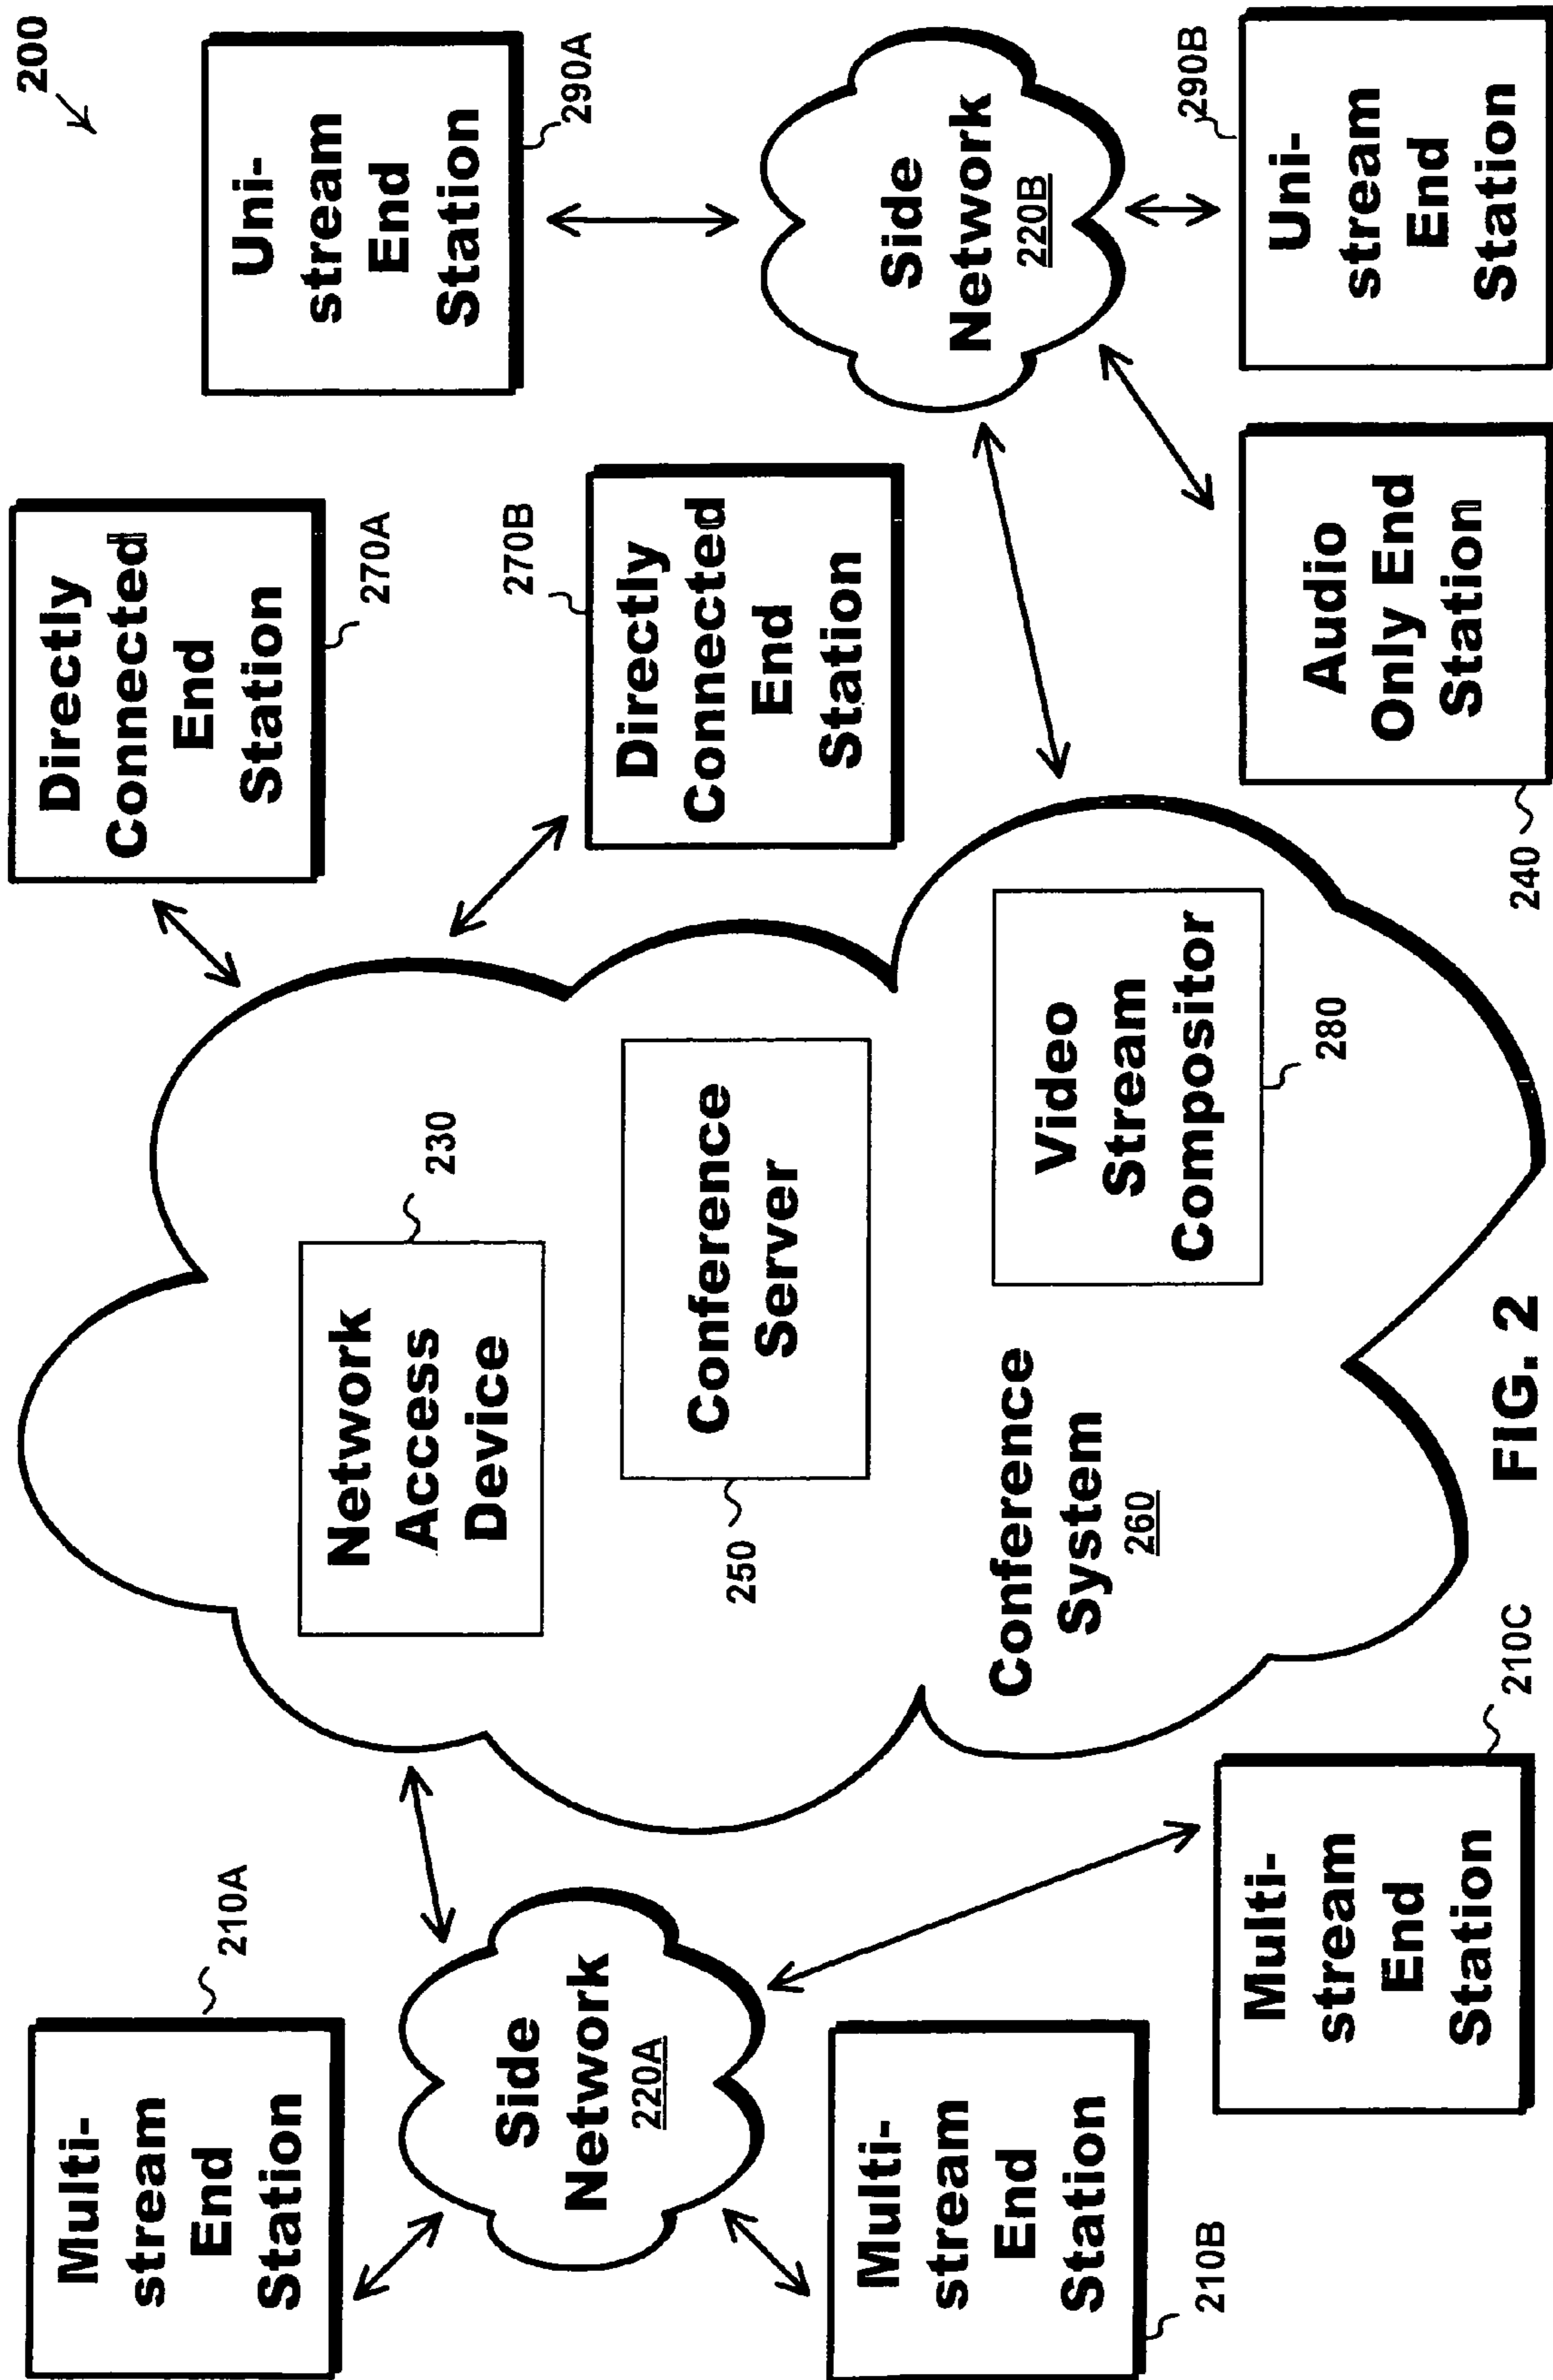 200
Multi-
stream
End
Station
210A
Side
Network
220A
Multi-
stream
End
Station
210B
Multi-
stream
End
Station
210C
Network
Access
Device
230
Conference
Server
250
Video
Stream
Compositor
280
Conference
System
260
Directly
Connected
End
Station
270A
Directly
Connected
End
Station
270B
Uni-
stream
End
Station
290A
Side
Network
220B
Audio
Only End
Station
240
Uni-
stream
End
Station
290B
FIG. 2